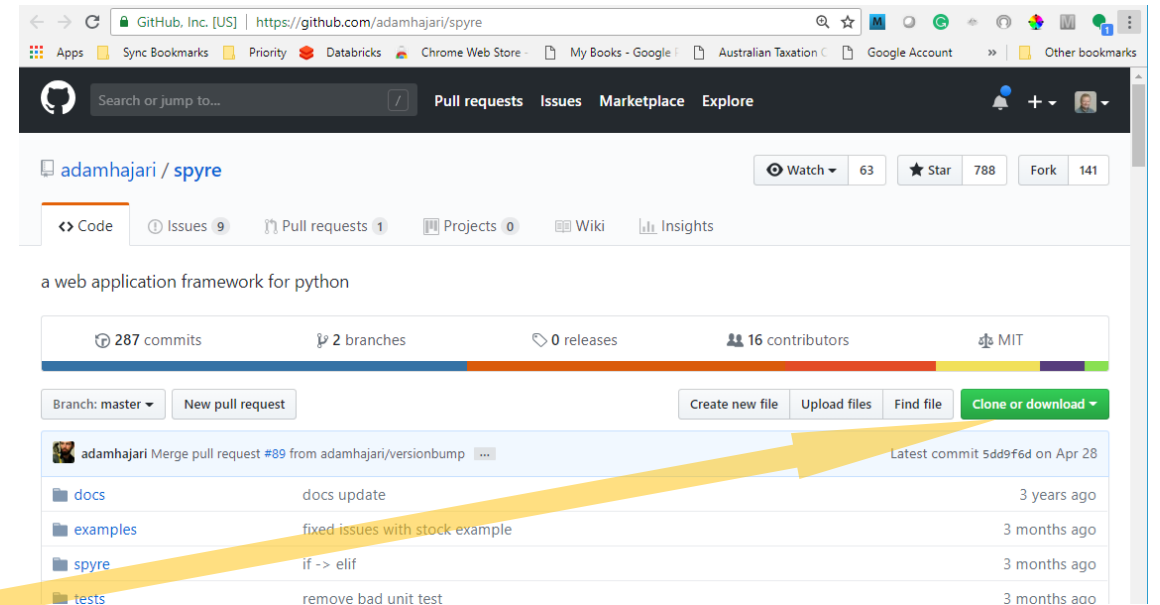 GitHub, Inc. [US] | https://github.com/adamhajari/spyre
Apps Sync Bookmarks Priority Databricks Chrome Web Store - My Books - Google Australian Taxation Google Account » Other bookmarks
Search or jump to... / Pull requests Issues Marketplace Explore
adamhajari / spyre Watch 63 Star 788 Fork 141
Code Issues 9 Pull requests 1 Projects 0 Wiki Insights
a web application framework for python
287 commits 2 branches 0 releases 16 contributors MIT
Branch: master New pull request Create new file Upload files Find file Clone or download
adamhajari Merge pull request #89 from adamhajari/versionbump ... Latest commit 5dd9f6d on Apr 28
docs docs update 3 years ago
examples fixed issues with stock example 3 months ago
spyre if -> elif 3 months ago
tests remove bad unit test 3 months ago